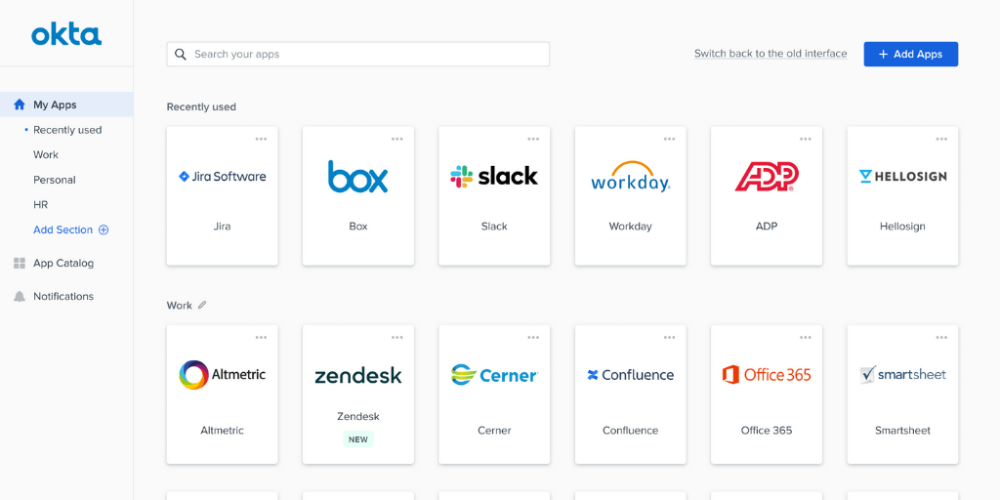 okta
Search your apps
Switch back to the old interface
+ Add Apps
My Apps
Recently used
Work
Personal
HR
Add Section
App Catalog
Notifications
Recently used
Jira Software
Jira
box
Box
slack
Slack
workday.
Workday
ADP
ADP
HELLOSIGN
Hellosign
Work
Altmetric
Altmetric
zendesk
Zendesk
NEW
Cerner
Cerner
Confluence
Confluence
Office 365
Office 365
smartsheet
Smartsheet